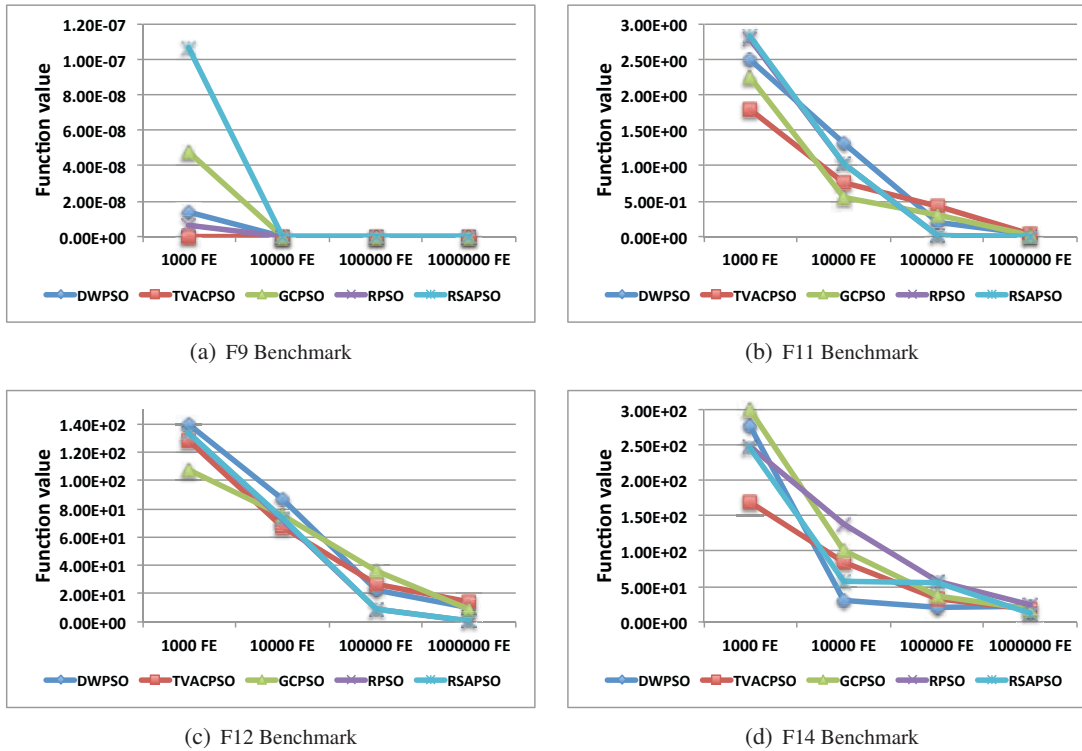 1.20E-07
1.00E-07
8.00E-08
6.00E-08
4.00E-08
2.00E-08
0.00E+00
Function value
1000 FE 10000 FE 100000 FE 1000000 FE
DWPSO TVACPSO GCPSO RPSO RSAPSO
(a) F9 Benchmark
3.00E+00
2.50E+00
2.00E+00
1.50E+00
1.00E+00
5.00E-01
0.00E+00
Function value
1000 FE 10000 FE 100000 FE 1000000 FE
DWPSO TVACPSO GCPSO RPSO RSAPSO
(b) F11 Benchmark
1.40E+02
1.20E+02
1.00E+02
8.00E+01
6.00E+01
4.00E+01
2.00E+01
0.00E+00
Function value
1000 FE 10000 FE 100000 FE 1000000 FE
DWPSO TVACPSO GCPSO RPSO RSAPSO
(c) F12 Benchmark
3.00E+02
2.50E+02
2.00E+02
1.50E+02
1.00E+02
5.00E+01
0.00E+00
Function value
1000 FE 10000 FE 100000 FE 1000000 FE
DWPSO TVACPSO GCPSO RPSO RSAPSO
(d) F14 Benchmark